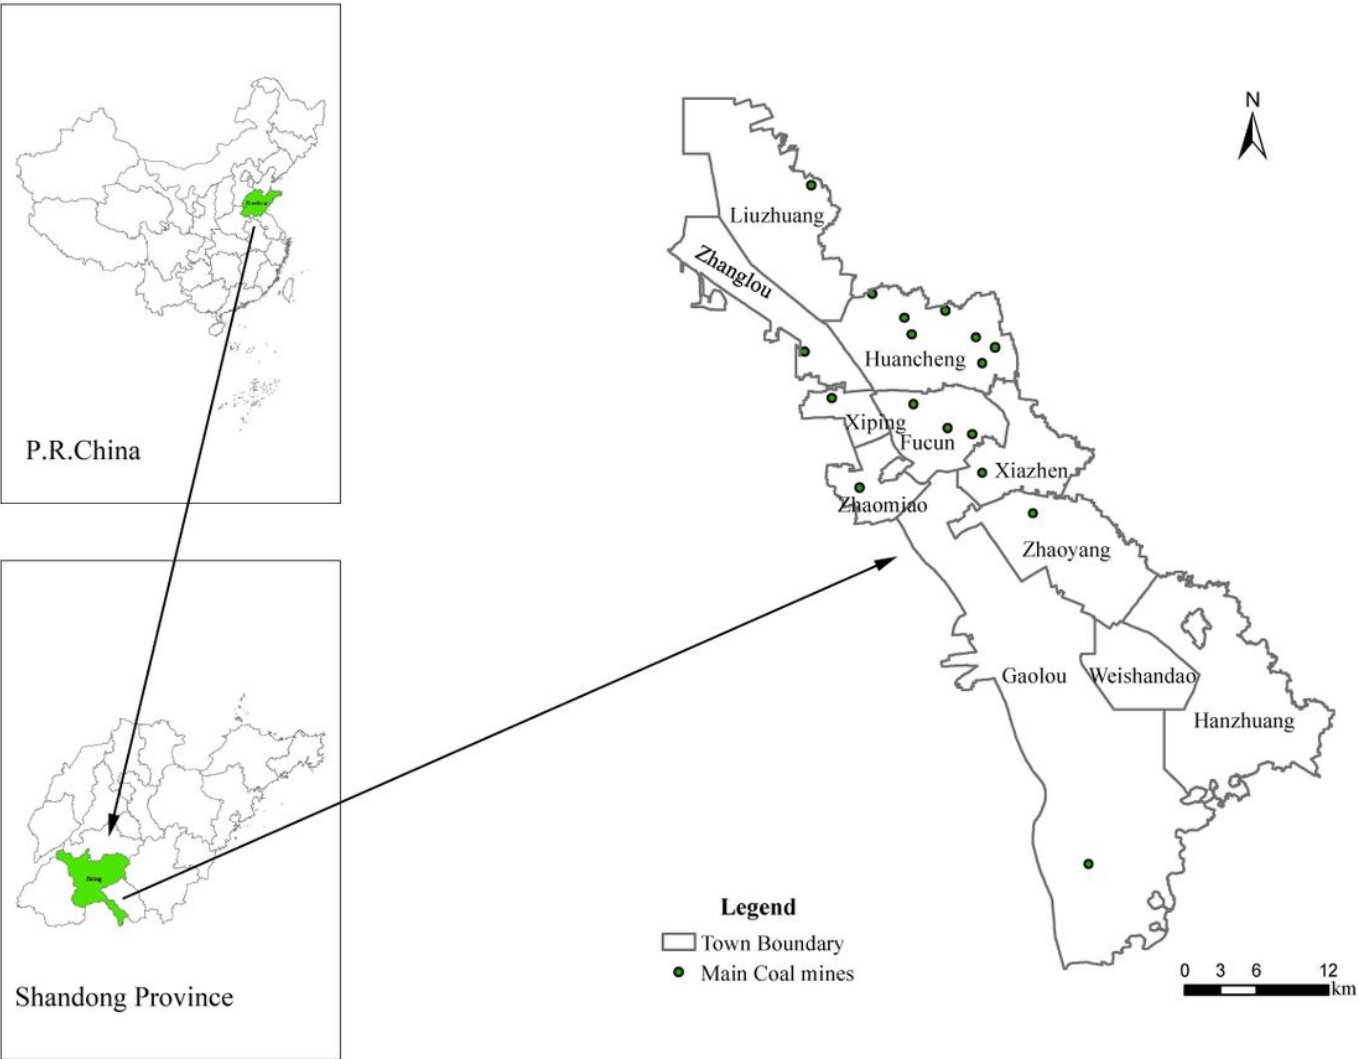 P.R.China
Shandong Province
N
Liuzhuang
Zhanglou
Huancheng
Xiping
Fucun
Xiazhen
Zhaomiao
Zhaoyang
Gaolou
Weishandao
Hanzhuang
Legend
Town Boundary
Main Coal mines
0 3 6 12
km